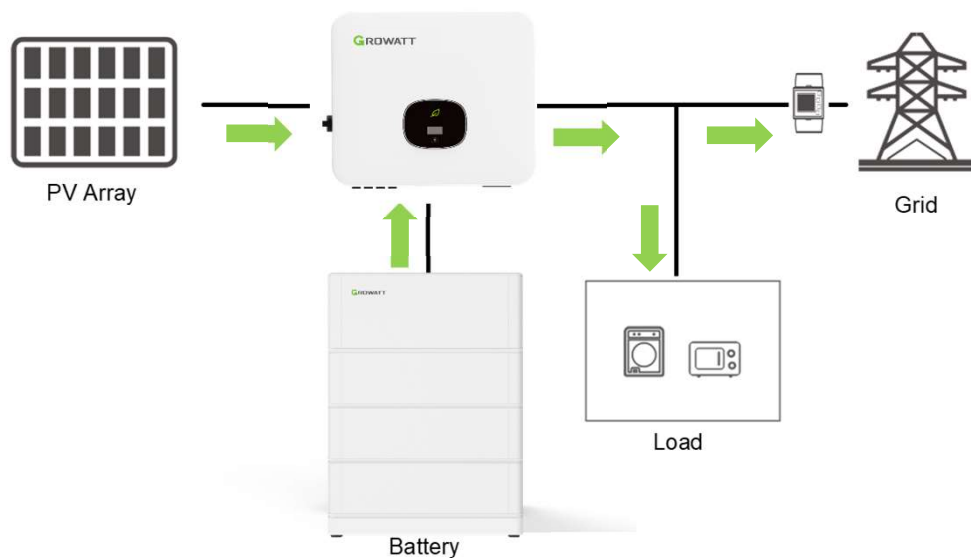 GROWATT
PV Array
Grid
GROWATT
Load
Battery